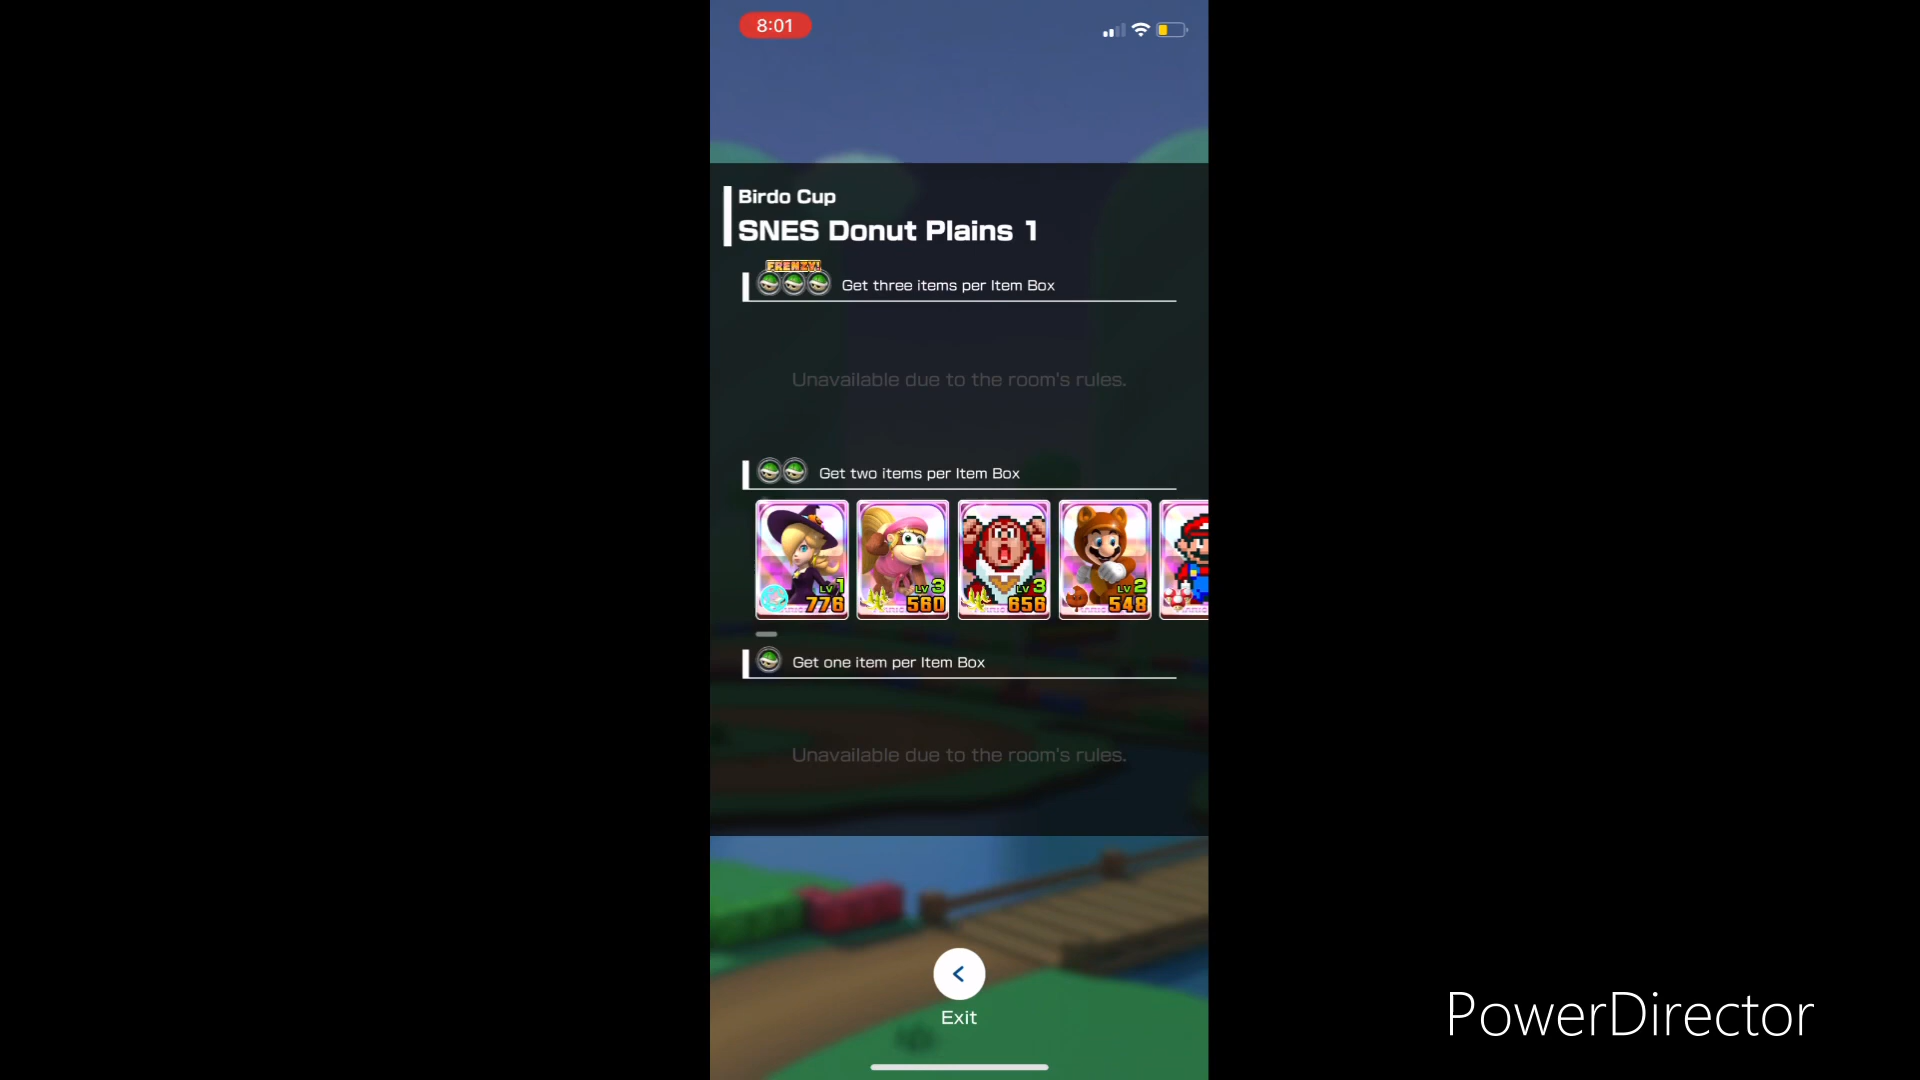 8:01
Birdo Cup
SNES Donut Plains 1
FRENZY!
Get three items per Item Box
Unavailable due to the room's rules.
Get two items per Item Box
LV 1
776
LV 3
560
LV 3
656
LV 2
548
Get one item per Item Box
Unavailable due to the room's rules.
Exit
PowerDirector